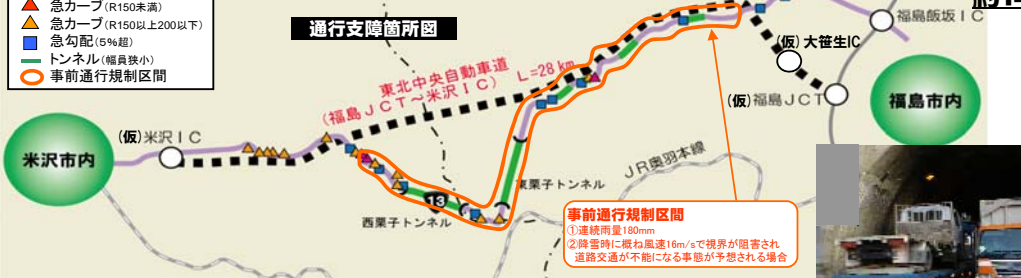 急カーブ(R150未満)
急カーブ(R150以上200以下)
急勾配(5%超)
トンネル(幅員狭小)
事前通行規制区間
通行支障箇所図
福島飯坂IC
(仮)大笹生IC
東北中央自動車道 L=28km
(福島JCT～米沢IC)
(仮)福島JCT
福島市内
(仮)米沢IC
米沢市内
JR奥羽本線
東栗子トンネル
13
西栗子トンネル
事前通行規制区間
①連続雨量180mm
②降雪時に概ね風速16m/sで視界が阻害され
道路交通が不能になる事態が予想される場合